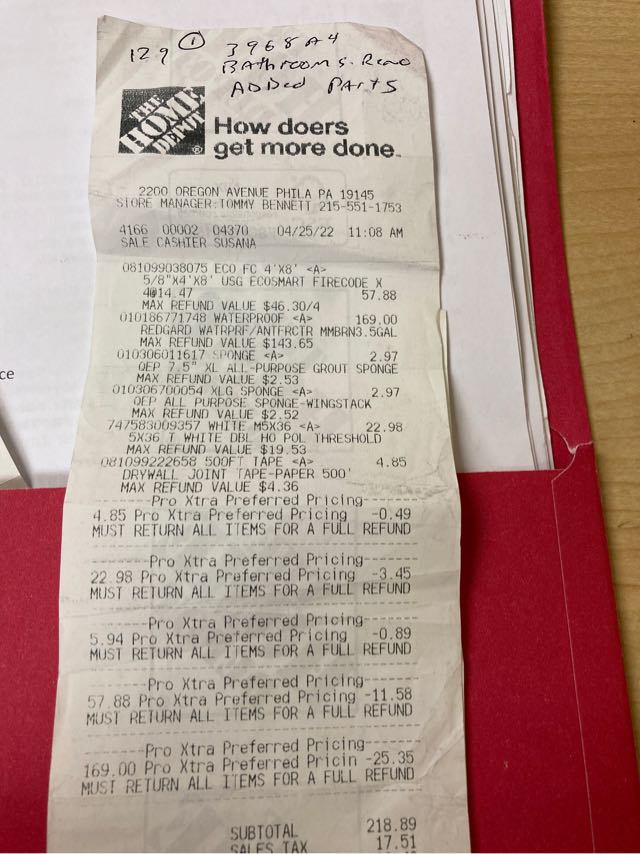 129 ① 3968 A4
Bathroom S. Reno
ADDed PArTS
THE
HOME
DEPOT
®
How doers
get more done™
2200 OREGON AVENUE PHILA PA 19145
STORE MANAGER:TOMMY BENNETT 215-551-1753
4166 00002 04370 04/25/22 11:08 AM
SALE CASHIER SUSANA
081099038075 ECO FC 4'X8' <A>
5/8"X4'X8' USG ECOSMART FIRECODE X
4@14.47 57.88
MAX REFUND VALUE $46.30/4
010186771748 WATERPROOF <A> 169.00
REDGARD WATRPRF/ANTFRCTR MMBRN3.5GAL
MAX REFUND VALUE $143.65
010306011617 SPONGE <A> 2.97
QEP 7.5" XL ALL-PURPOSE GROUT SPONGE
MAX REFUND VALUE $2.53
010306700054 XLG SPONGE <A> 2.97
QEP ALL PURPOSE SPONGE-WINGSTACK
MAX REFUND VALUE $2.52
747583009357 WHITE M5X36 <A> 22.98
5X36 T WHITE DBL HO POL THRESHOLD
MAX REFUND VALUE $19.53
081099222658 500FT TAPE <A> 4.85
DRYWALL JOINT TAPE-PAPER 500'
MAX REFUND VALUE $4.36
------Pro Xtra Preferred Pricing------
4.85 Pro Xtra Preferred Pricing -0.49
MUST RETURN ALL ITEMS FOR A FULL REFUND
------Pro Xtra Preferred Pricing------
22.98 Pro Xtra Preferred Pricing -3.45
MUST RETURN ALL ITEMS FOR A FULL REFUND
------Pro Xtra Preferred Pricing------
5.94 Pro Xtra Preferred Pricing -0.89
MUST RETURN ALL ITEMS FOR A FULL REFUND
------Pro Xtra Preferred Pricing------
57.88 Pro Xtra Preferred Pricing -11.58
MUST RETURN ALL ITEMS FOR A FULL REFUND
------Pro Xtra Preferred Pricing------
169.00 Pro Xtra Preferred Pricin -25.35
MUST RETURN ALL ITEMS FOR A FULL REFUND
SUBTOTAL 218.89
SALES TAX 17.51
ce